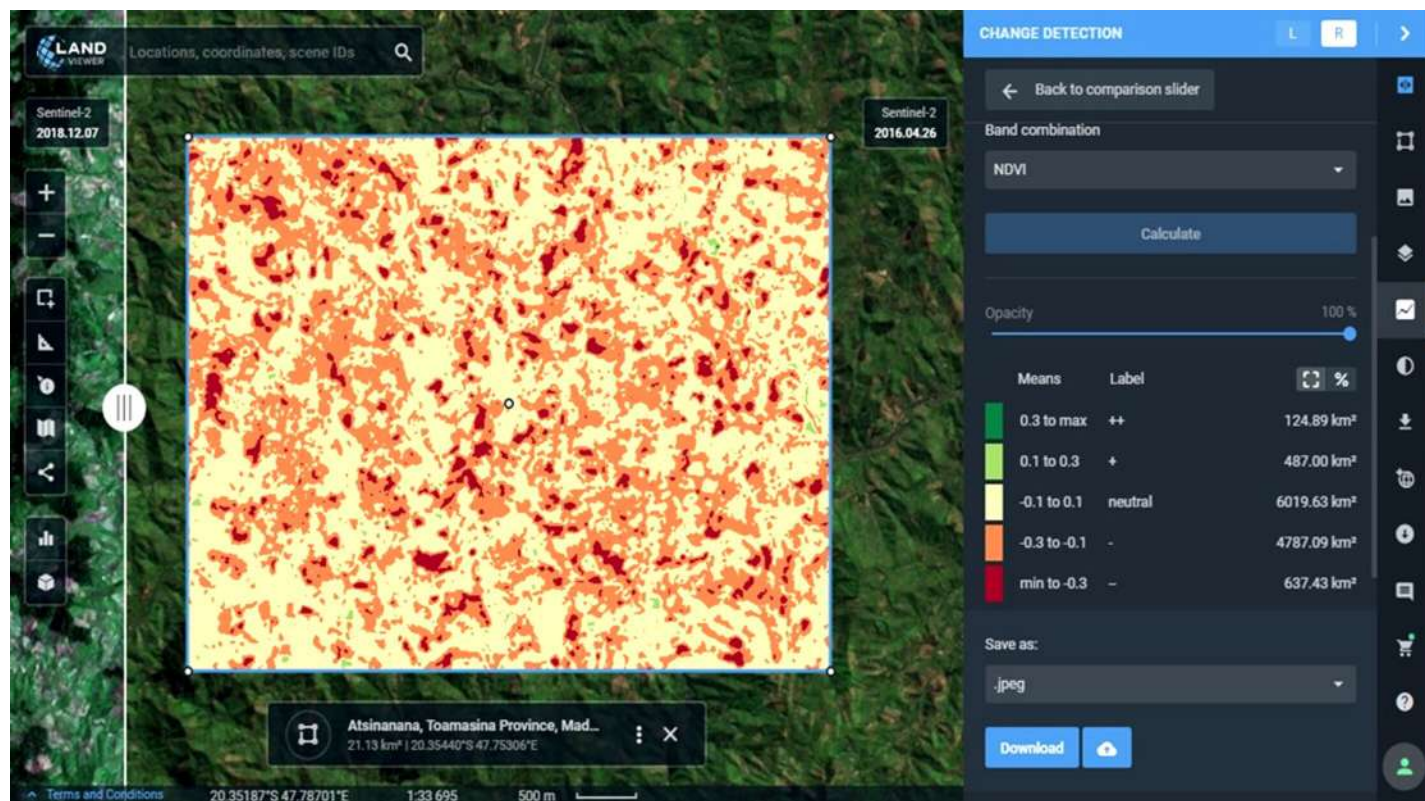 LAND
VIEWER
Locations, coordinates, scene IDs
Sentinel-2
2018.12.07
Sentinel-2
2016.04.26
Atsinanana, Toamasina Province, Mad...
21.13 km² | 20.35440°S 47.75306°E
Terms and Conditions
20.35187°S 47.78701°E
1:33 695
500 m
CHANGE DETECTION
L
R
Back to comparison slider
Band combination
NDVI
Calculate
Opacity
100 %
Means Label %
0.3 to max ++ 124.89 km²
0.1 to 0.3 + 487.00 km²
-0.1 to 0.1 neutral 6019.63 km²
-0.3 to -0.1 - 4787.09 km²
min to -0.3 -- 637.43 km²
Save as:
.jpeg
Download